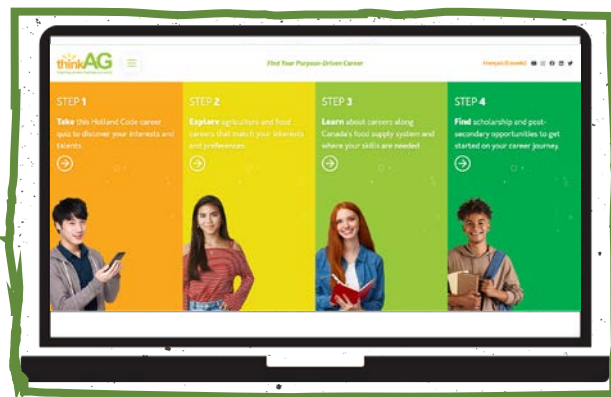 thinkAG
Find Your Purpose-Driven Career
Français (Canada)
STEP 1
Take this Holland Code career
quiz to discover your interests and
talents.
STEP 2
Explore agriculture and food
careers that match your interests
and preferences.
STEP 3
Learn about careers along
Canada's food supply system and
where your skills are needed.
STEP 4
Find scholarship and post-
secondary opportunities to get
started on your career journey.